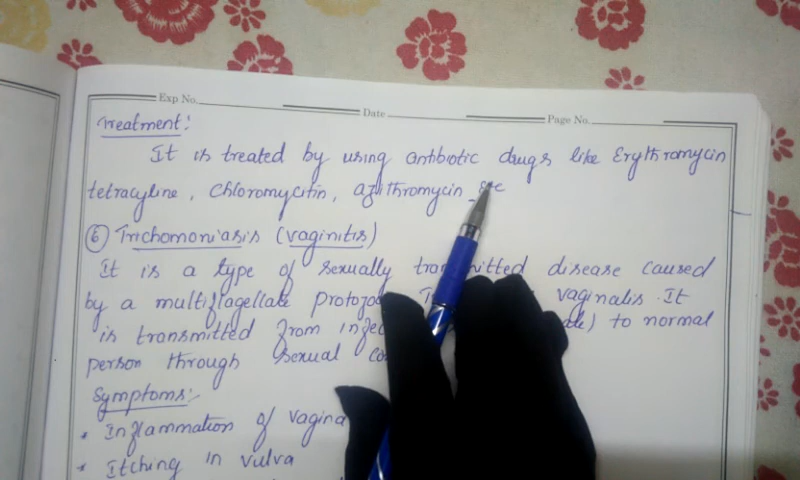 Exp No.
Date
Page No.
Treatment:
It is treated by using antibiotic drugs like Erythromycin
tetracyline, chloromycitin, azithromycin etc
⑥ Trichomoniasis (vaginitis)
It is a type of sexually transmitted disease caused
by a multiflagellate protozoa vaginalis. It
is transmitted from to normal
person through sexual
Symptoms:-
* Inflammation of vagina
* Itching in vulva